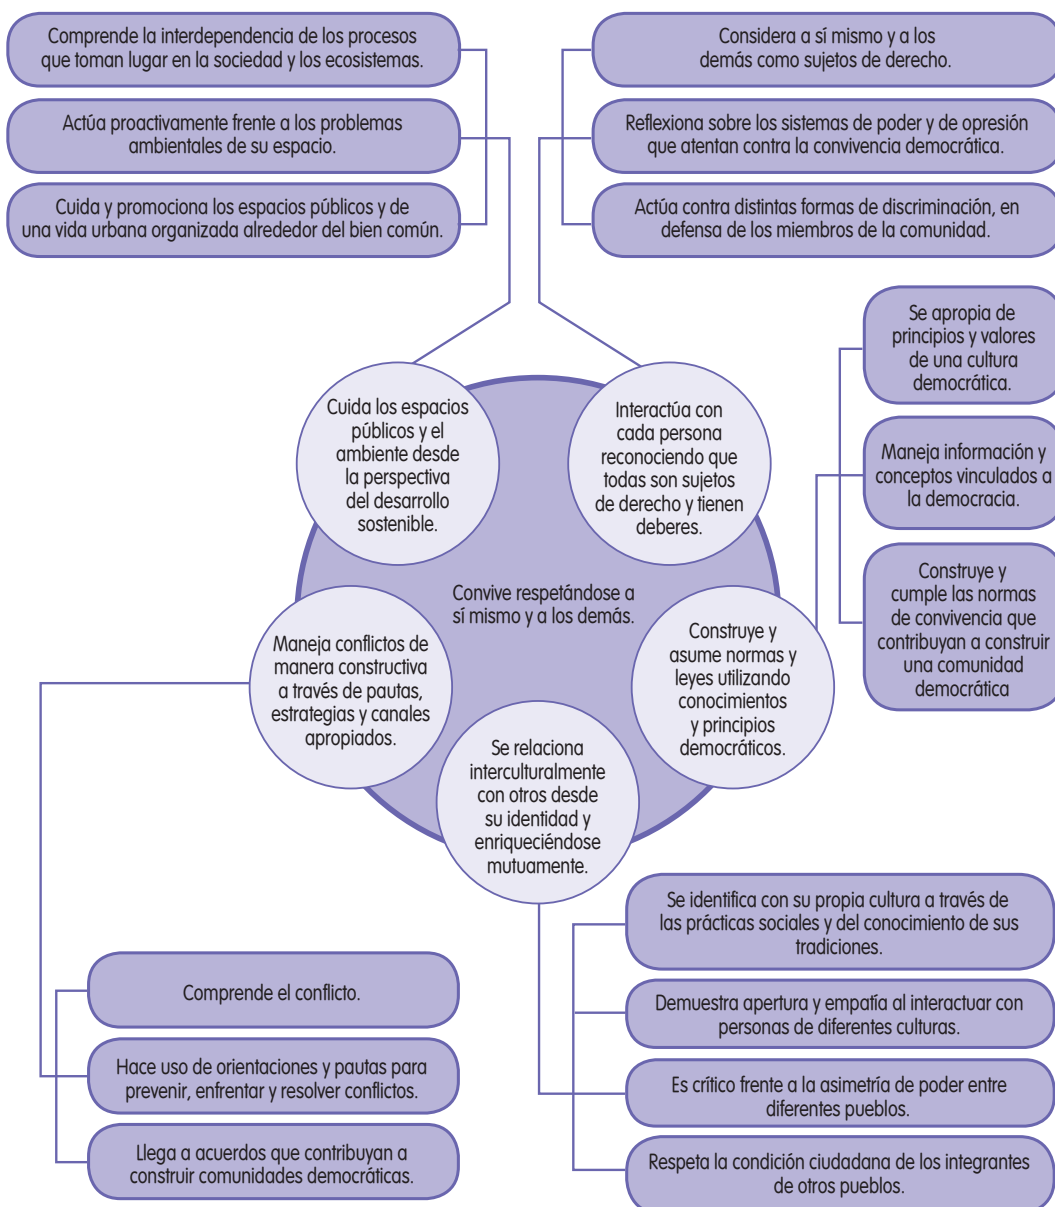 Comprende la interdependencia de los procesos
que toman lugar en la sociedad y los ecosistemas.
Actúa proactivamente frente a los problemas
ambientales de su espacio.
Cuida y promociona los espacios públicos y de
una vida urbana organizada alrededor del bien común.
Considera a sí mismo y a los
demás como sujetos de derecho.
Reflexiona sobre los sistemas de poder y de opresión
que atentan contra la convivencia democrática.
Actúa contra distintas formas de discriminación, en
defensa de los miembros de la comunidad.
Se apropia de
principios y valores
de una cultura
democrática.
Maneja información y
conceptos vinculados a
la democracia.
Construye y
cumple las normas
de convivencia que
contribuyan a construir
una comunidad
democrática
Cuida los espacios
públicos y el
ambiente desde
la perspectiva
del desarrollo
sostenible.
Interactúa con
cada persona
reconociendo que
todas son sujetos
de derecho y tienen
deberes.
Convive respetándose a
sí mismo y a los demás.
Maneja conflictos de
manera constructiva
a través de pautas,
estrategias y canales
apropiados.
Construye y
asume normas y
leyes utilizando
conocimientos
y principios
democráticos.
Se relaciona
interculturalmente
con otros desde
su identidad y
enriqueciéndose
mutuamente.
Comprende el conflicto.
Hace uso de orientaciones y pautas para
prevenir, enfrentar y resolver conflictos.
Llega a acuerdos que contribuyan a
construir comunidades democráticas.
Se identifica con su propia cultura a través de
las prácticas sociales y del conocimiento de sus
tradiciones.
Demuestra apertura y empatía al interactuar con
personas de diferentes culturas.
Es crítico frente a la asimetría de poder entre
diferentes pueblos.
Respeta la condición ciudadana de los integrantes
de otros pueblos.